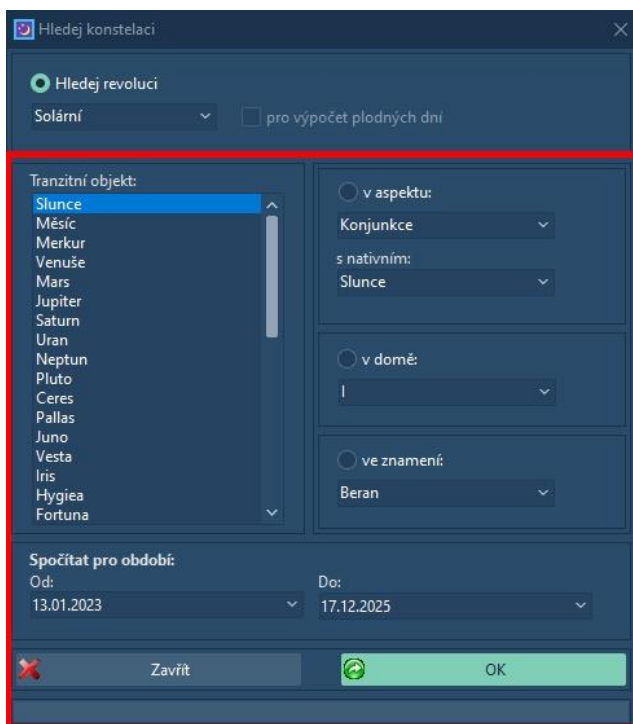 Hledej konstelaci
Hledej revoluci
Solární
pro výpočet plodných dní
Tranzitní objekt:
Slunce
Měsíc
Merkur
Venuše
Mars
Jupiter
Saturn
Uran
Neptun
Pluto
Ceres
Pallas
Juno
Vesta
Iris
Hygiea
Fortuna
v aspektu:
Konjunkce
s nativním:
Slunce
v domě:
I
ve znamení:
Beran
Spočítat pro období:
Od:
13.01.2023
Do:
17.12.2025
Zavřít
OK